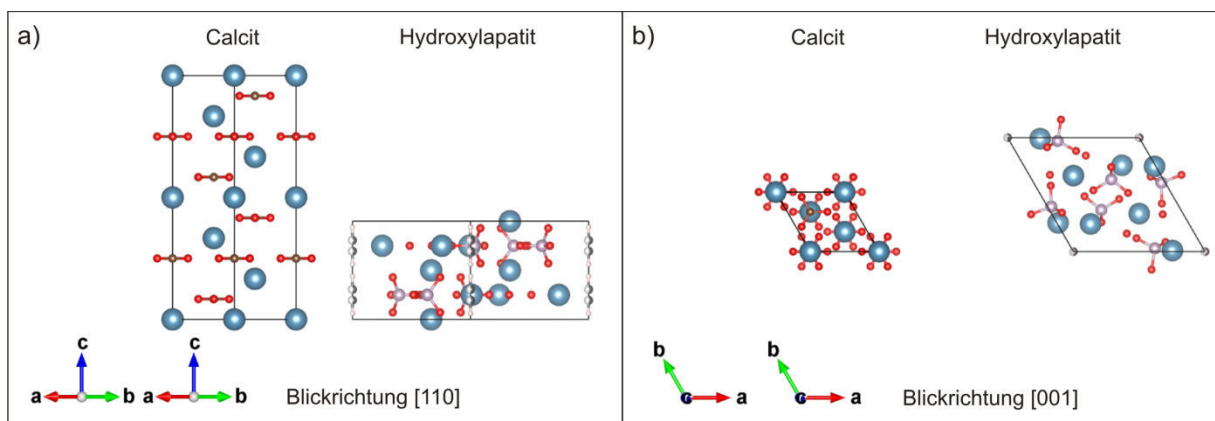 a)
Calcit
Hydroxylapatit
c
a
b
c
a
b
Blickrichtung [110]
b)
Calcit
Hydroxylapatit
b
c
a
b
c
a
Blickrichtung [001]